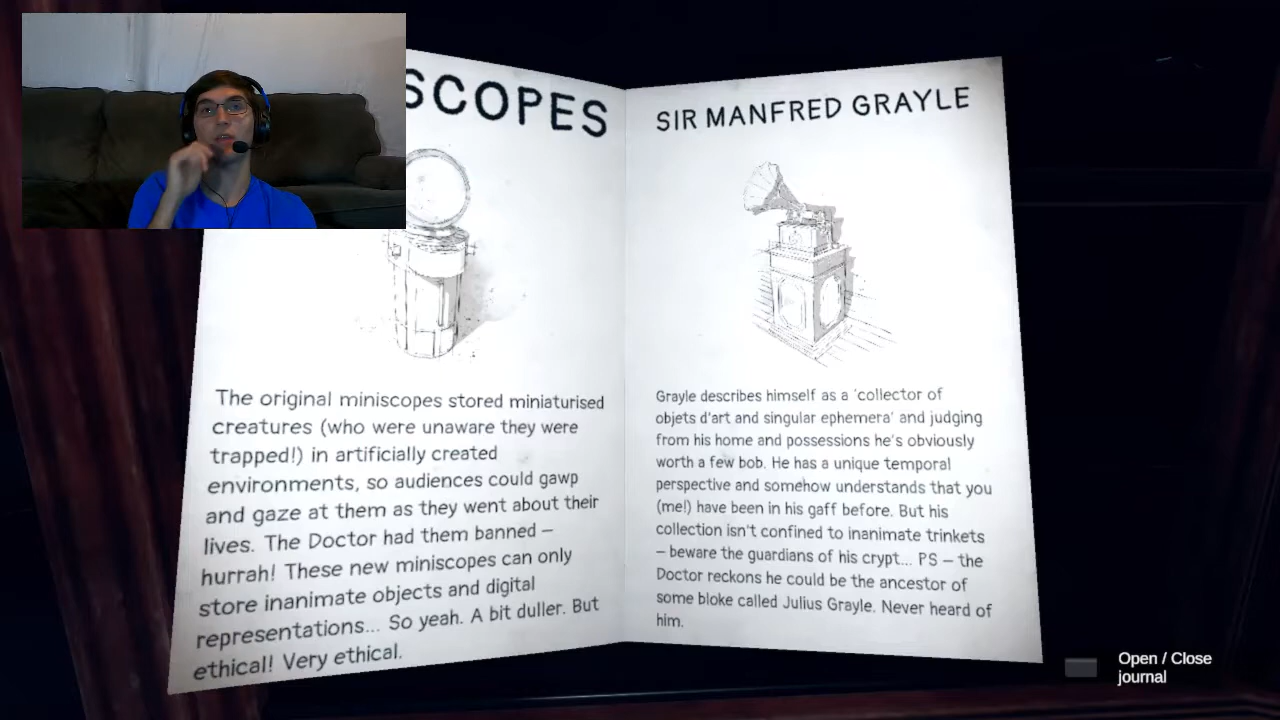 SCOPES
The original miniscopes stored miniaturised
creatures (who were unaware they were
trapped!) in artificially created
environments, so audiences could gawp
and gaze at them as they went about their
lives. The Doctor had them banned –
hurrah! These new miniscopes can only
store inanimate objects and digital
representations... So yeah. A bit duller. But
ethical! Very ethical.
SIR MANFRED GRAYLE
Grayle describes himself as a 'collector of
objets d'art and singular ephemera' and judging
from his home and possessions he's obviously
worth a few bob. He has a unique temporal
perspective and somehow understands that you
(me!) have been in his gaff before. But his
collection isn't confined to inanimate trinkets
– beware the guardians of his crypt... PS – the
Doctor reckons he could be the ancestor of
some bloke called Julius Grayle. Never heard of
him.
Open / Close
journal